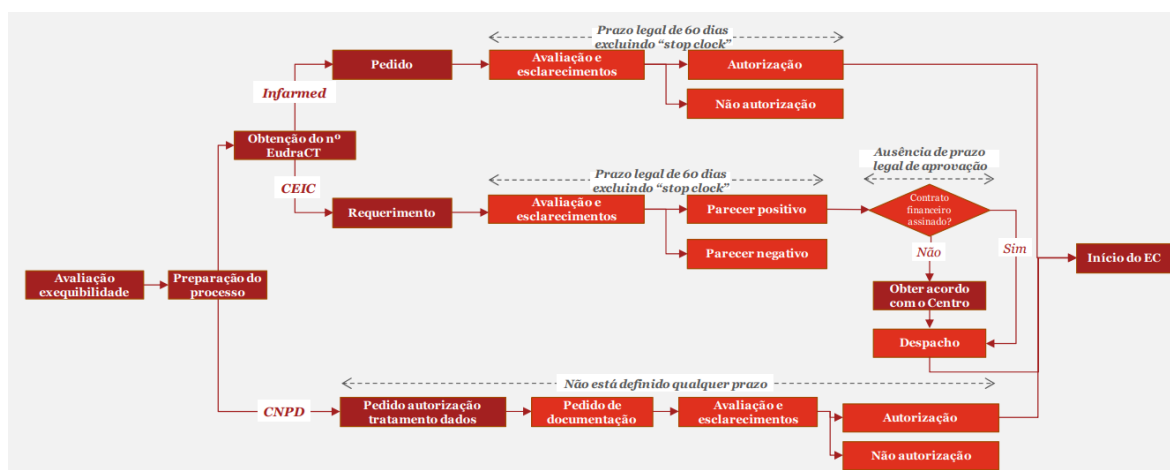 Prazo legal de 60 dias
excluindo “stop clock”
Pedido
Avaliação e
esclarecimentos
Autorização
Não autorização
Infarmed
Obtenção do nº
EudraCT
CEIC
Prazo legal de 60 dias
excluindo “stop clock”
Ausência de prazo
legal de aprovação
Requerimento
Avaliação e
esclarecimentos
Parecer positivo
Parecer negativo
Contrato
financeiro
assinado?
Não
Sim
Início do EC
Avaliação
exequibilidade
Preparação do
processo
Obter acordo
com o Centro
Despacho
Não está definido qualquer prazo
CNPD
Pedido autorização
tratamento dados
Pedido de
documentação
Avaliação e
esclarecimentos
Autorização
Não autorização